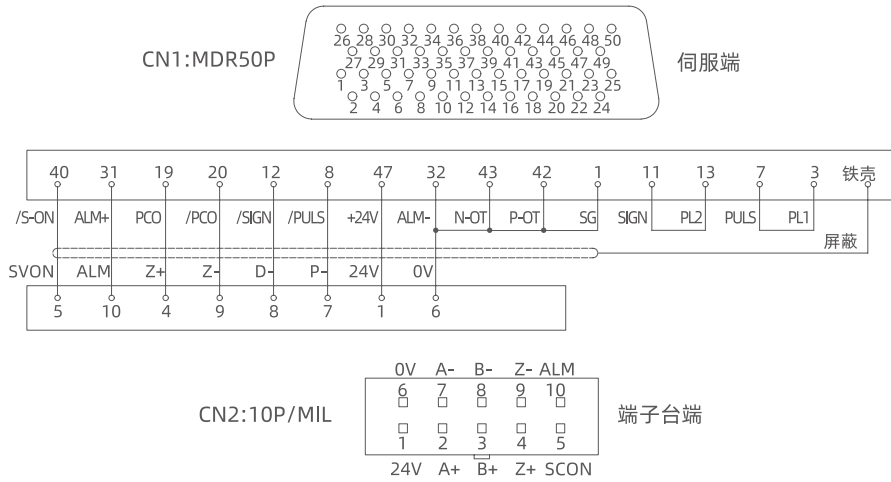 CN1:MDR50P
伺服端
26 28 30 32 34 36 38 40 42 44 46 48 50
27 29 31 33 35 37 39 41 43 45 47 49
1 3 5 7 9 11 13 15 17 19 21 23 25
2 4 6 8 10 12 14 16 18 20 22 24
40 31 19 20 12 8 47 32 43 42 1 11 13 7 3 铁壳
/S-ON ALM+ PCO /PCO /SIGN /PULS +24V ALM- N-OT P-OT SG SIGN PL2 PULS PL1
屏蔽
SVON ALM Z+ Z- D- P- 24V 0V
5 10 4 9 8 7 1 6
0V A- B- Z- ALM
6 7 8 9 10
CN2:10P/MIL
端子台端
1 2 3 4 5
24V A+ B+ Z+ SCON